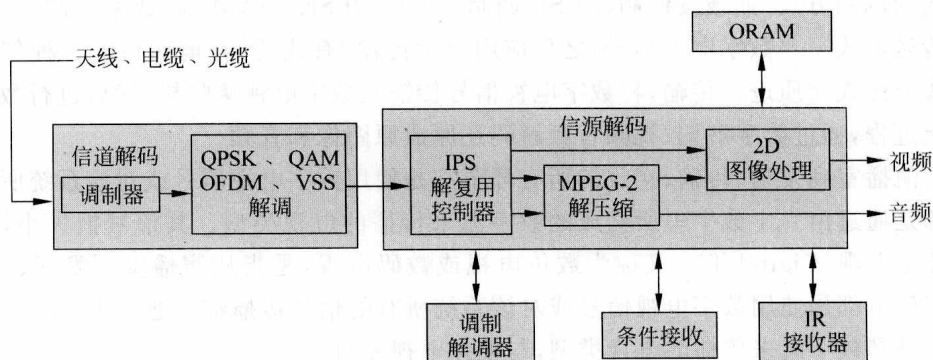 ORAM
天线、电缆、光缆
信道解码
调制器
QPSK、QAM
OFDM、VSS
解调
信源解码
IPS
解复用
控制器
MPEG-2
解压缩
2D
图像处理
视频
音频
调制
解调器
条件接收
IR
接收器